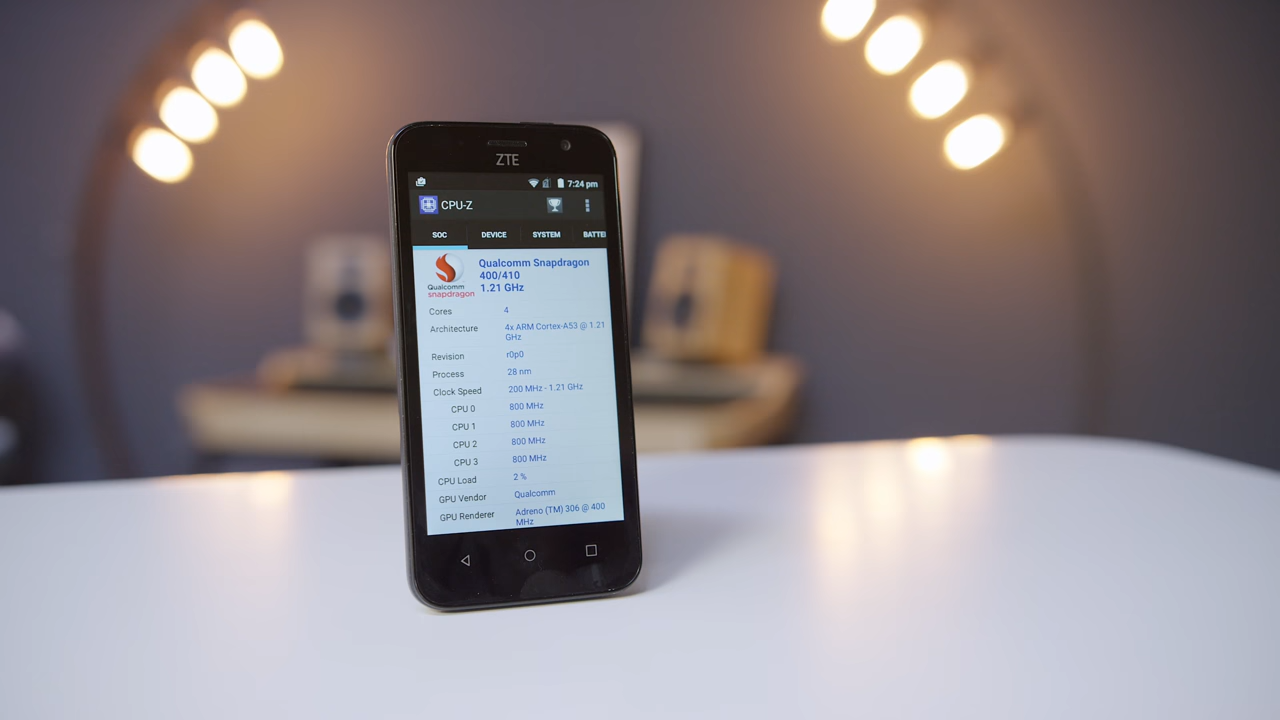 ZTE
7:24 pm
CPU-Z
SOC DEVICE SYSTEM BATTE
Qualcomm Snapdragon
400/410
1.21 GHz
Qualcomm
snapdragon
Cores 4
Architecture 4x ARM Cortex-A53 @ 1.21
GHz
Revision r0p0
Process 28 nm
Clock Speed 200 MHz - 1.21 GHz
CPU 0 800 MHz
CPU 1 800 MHz
CPU 2 800 MHz
CPU 3 800 MHz
CPU Load 2 %
GPU Vendor Qualcomm
GPU Renderer Adreno (TM) 306 @ 400
MHz